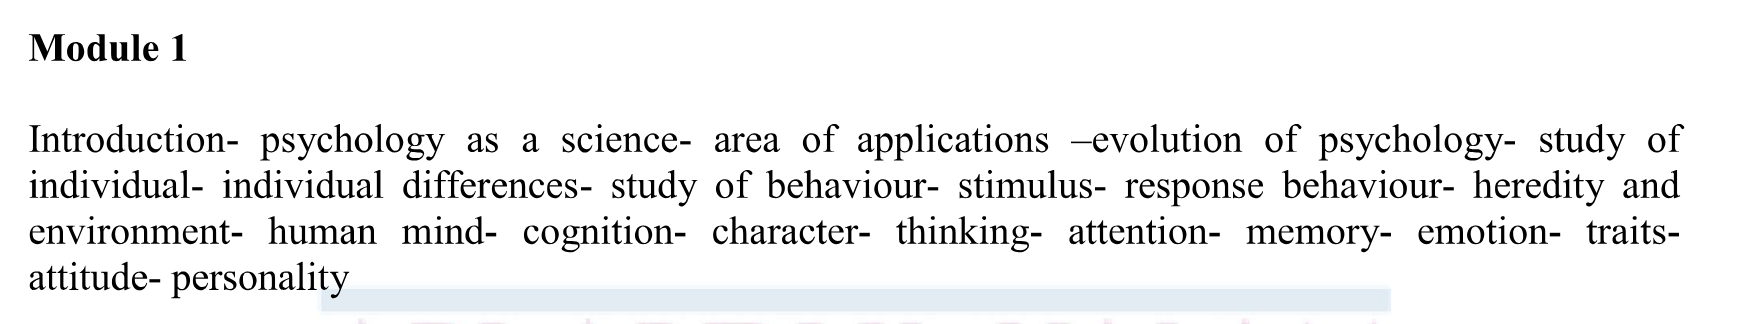 Module 1
Introduction- psychology as a science- area of applications –evolution of psychology- study of
individual- individual differences- study of behaviour- stimulus- response behaviour- heredity and
environment- human mind- cognition- character- thinking- attention- memory- emotion- traits-
attitude- personality